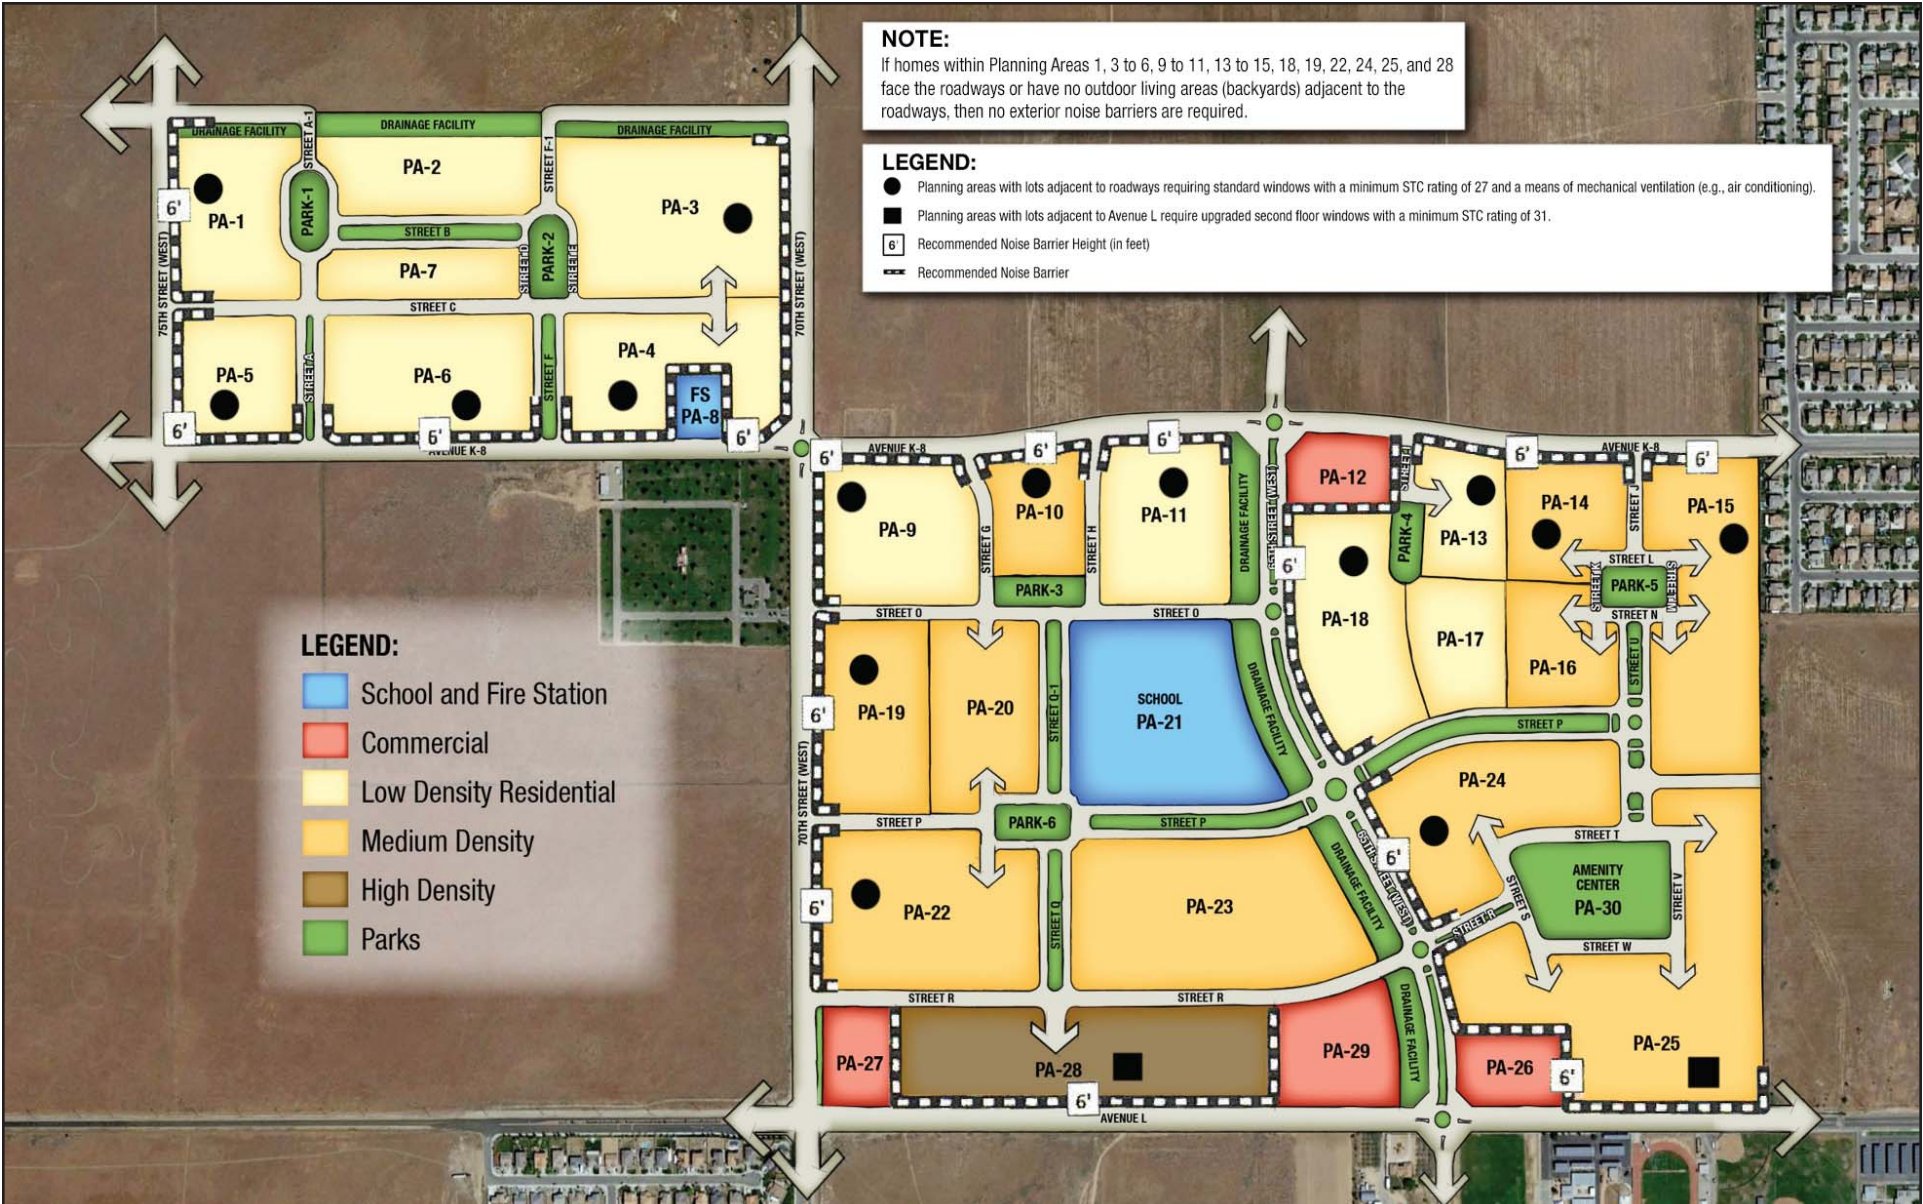 NOTE:
If homes within Planning Areas 1, 3 to 6, 9 to 11, 13 to 15, 18, 19, 22, 24, 25, and 28
face the roadways or have no outdoor living areas (backyards) adjacent to the
roadways, then no exterior noise barriers are required.
LEGEND:
Planning areas with lots adjacent to roadways requiring standard windows with a minimum STC rating of 27 and a means of mechanical ventilation (e.g., air conditioning).
Planning areas with lots adjacent to Avenue L require upgraded second floor windows with a minimum STC rating of 31.
6' Recommended Noise Barrier Height (in feet)
Recommended Noise Barrier
DRAINAGE FACILITY
STREET A-1
DRAINAGE FACILITY
STREET F-1
DRAINAGE FACILITY
PA-1
PA-2
PA-3
6'
PARK-1
STREET B
PARK-2
STREET D
STREET E
PA-7
75TH STREET (WEST)
70TH STREET (WEST)
STREET C
PA-5
STREET A
PA-6
STREET F
PA-4
FS
PA-8
6'
6'
6'
AVENUE K-8
6'
AVENUE K-8
6'
6'
6'
AVENUE K-8
6'
PA-9
STREET G
PA-10
STREET H
PA-11
DRAINAGE FACILITY
65TH STREET (WEST)
PA-12
STREET I
PARK-4
PA-13
PA-14
STREET J
PA-15
6'
STREET L
STREET K
PARK-5
STREET M
STREET N
PARK-3
STREET O
STREET O
PA-18
PA-17
PA-16
STREET U
PA-19
PA-20
STREET Q-1
SCHOOL
PA-21
DRAINAGE FACILITY
6'
STREET P
70TH STREET (WEST)
STREET P
PARK-6
STREET P
PA-24
STREET T
65TH STREET (WEST)
6'
DRAINAGE FACILITY
6'
PA-22
STREET Q
PA-23
STREET S
AMENITY
CENTER
PA-30
STREET V
STREET R
STREET W
STREET R
STREET R
DRAINAGE FACILITY
PA-27
PA-28
6'
PA-29
PA-26
6'
PA-25
AVENUE L
LEGEND:
School and Fire Station
Commercial
Low Density Residential
Medium Density
High Density
Parks